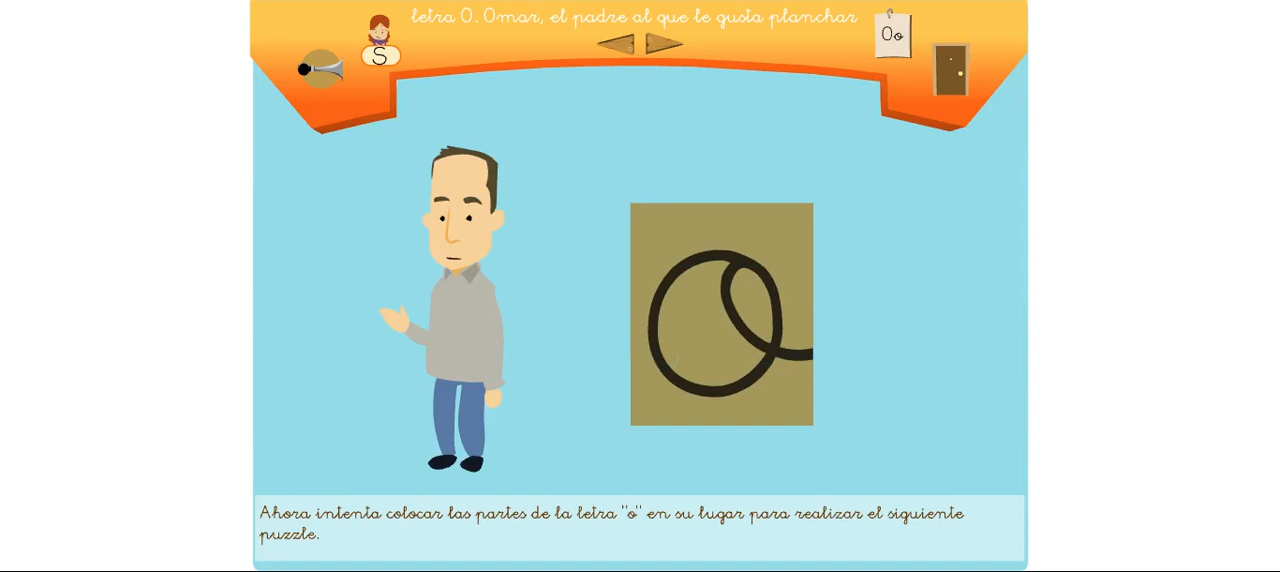 letra O. Omar, el padre al que le gusta planchar
S
Oo
Ahora intenta colocar las partes de la letra "o" en su lugar para realizar el siguiente
puzzle.